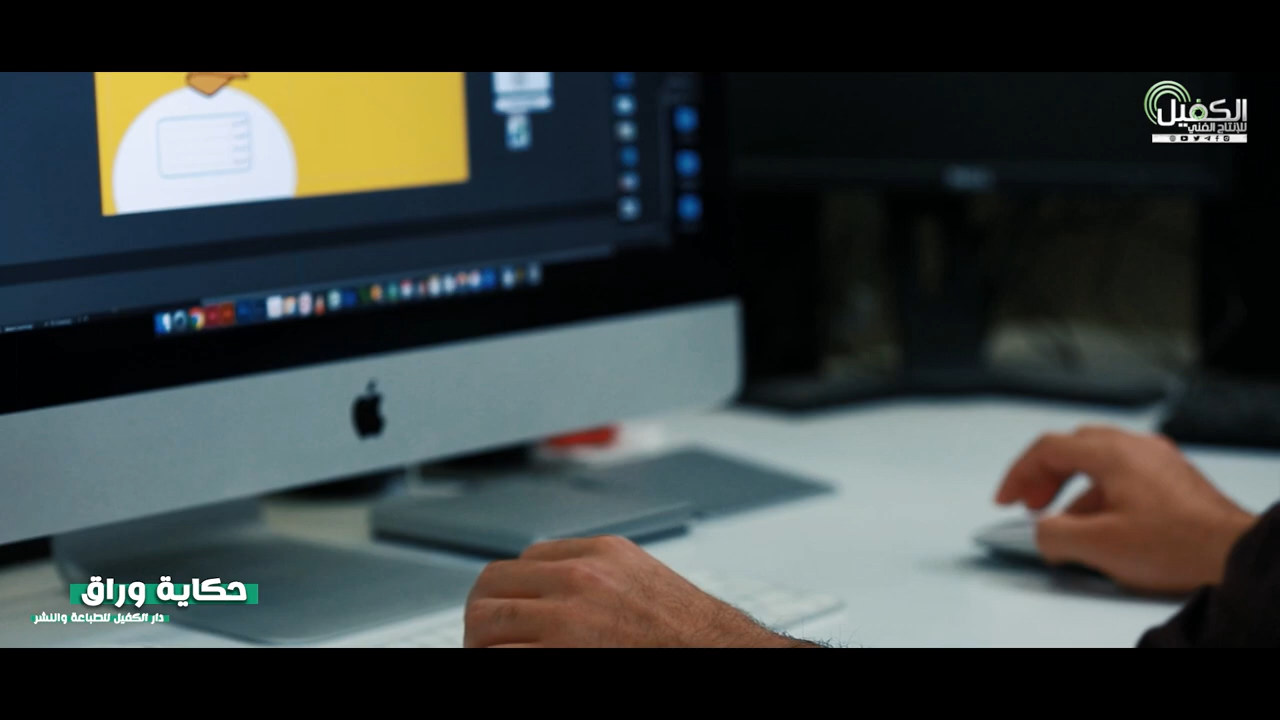 الكفيل
للإنتاج الفني
حكاية وراق
دار الكفيل للطباعة والنشر